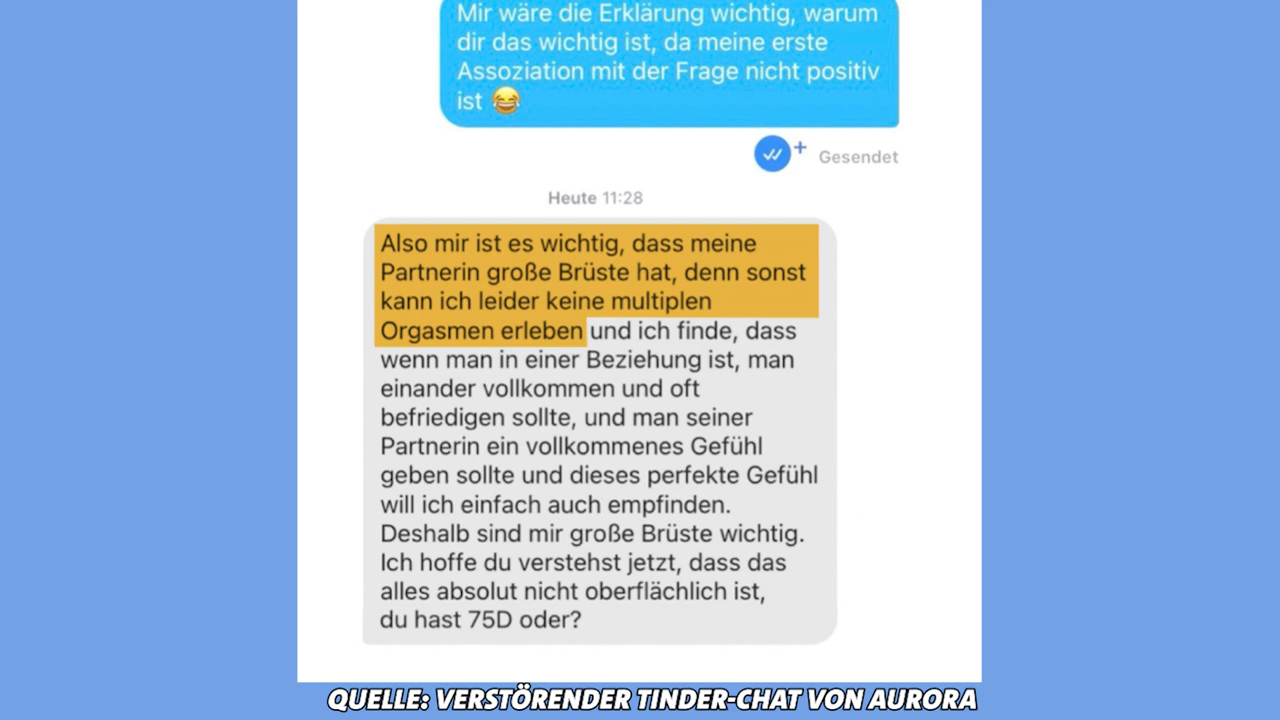 Mir wäre die Erklärung wichtig, warum
dir das wichtig ist, da meine erste
Assoziation mit der Frage nicht positiv
ist 😂
Gesendet
Heute 11:28
Also mir ist es wichtig, dass meine
Partnerin große Brüste hat, denn sonst
kann ich leider keine multiplen
Orgasmen erleben und ich finde, dass
wenn man in einer Beziehung ist, man
einander vollkommen und oft
befriedigen sollte, und man seiner
Partnerin ein vollkommenes Gefühl
geben sollte und dieses perfekte Gefühl
will ich einfach auch empfinden.
Deshalb sind mir große Brüste wichtig.
Ich hoffe du verstehst jetzt, dass das
alles absolut nicht oberflächlich ist,
du hast 75D oder?
QUELLE: VERSTÖRENDER TINDER-CHAT VON AURORA